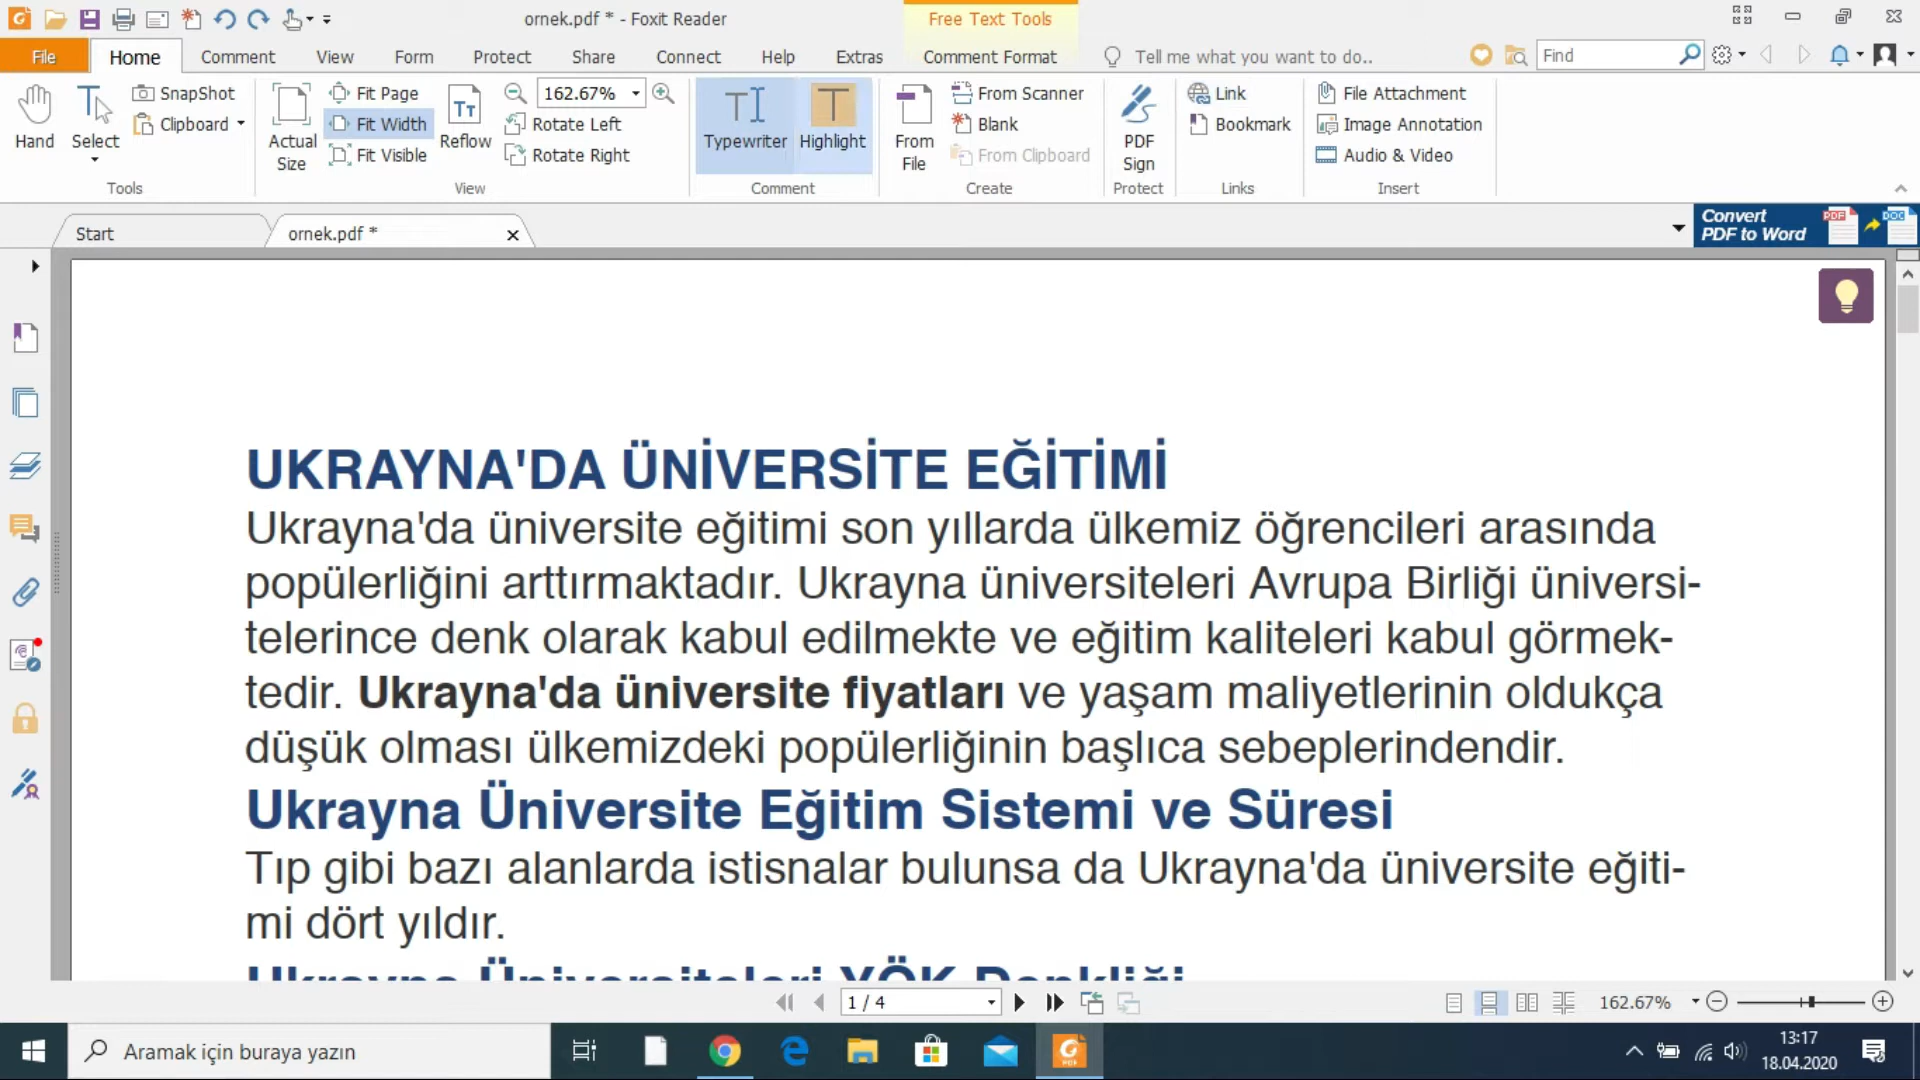 ornek.pdf * - Foxit Reader
Free Text Tools
File Home Comment View Form Protect Share Connect Help Extras Comment Format Tell me what you want to do.. Find
Hand
Select
SnapShot
Clipboard
Tools
Actual Size
Fit Page
Fit Width
Fit Visible
Reflow
162.67%
Rotate Left
Rotate Right
View
Typewriter
Highlight
Comment
From File
From Scanner
Blank
From Clipboard
Create
PDF Sign
Protect
Link
Bookmark
Links
File Attachment
Image Annotation
Audio & Video
Insert
Start
ornek.pdf *
Convert
PDF to Word
PDF
DOC
UKRAYNA'DA ÜNİVERSİTE EĞİTİMİ
Ukrayna'da üniversite eğitimi son yıllarda ülkemiz öğrencileri arasında
popülerliğini arttırmaktadır. Ukrayna üniversiteleri Avrupa Birliği üniversi-
telerince denk olarak kabul edilmekte ve eğitim kaliteleri kabul görmek-
tedir. Ukrayna'da üniversite fiyatları ve yaşam maliyetlerinin oldukça
düşük olması ülkemizdeki popülerliğinin başlıca sebeplerindendir.
Ukrayna Üniversite Eğitim Sistemi ve Süresi
Tıp gibi bazı alanlarda istisnalar bulunsa da Ukrayna'da üniversite eğiti-
mi dört yıldır.
Ukrayna Üniversiteleri YÖK Denkliği
1 / 4
162.67%
Aramak için buraya yazın
13:17
18.04.2020